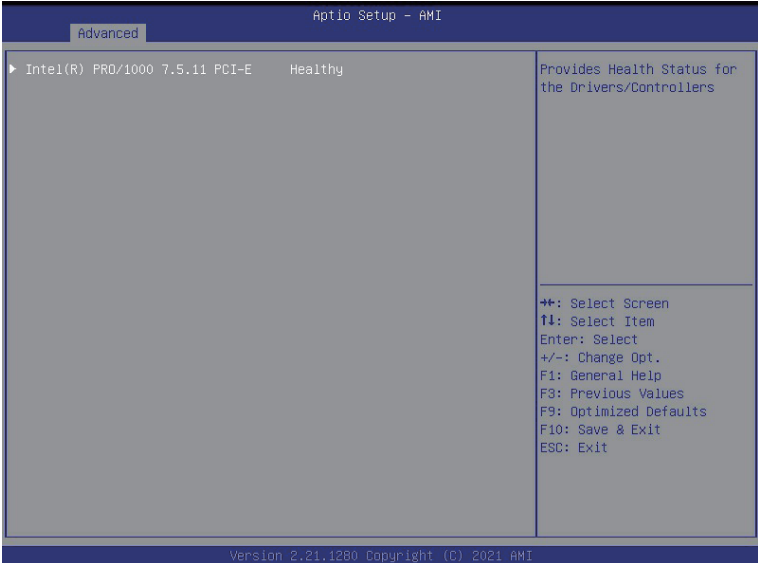 Aptio Setup – AMI
Advanced
▶ Intel(R) PRO/1000 7.5.11 PCI-E Healthy
Provides Health Status for
the Drivers/Controllers
→←: Select Screen
↑↓: Select Item
Enter: Select
+/-: Change Opt.
F1: General Help
F3: Previous Values
F9: Optimized Defaults
F10: Save & Exit
ESC: Exit
Version 2.21.1280 Copyright (C) 2021 AMI